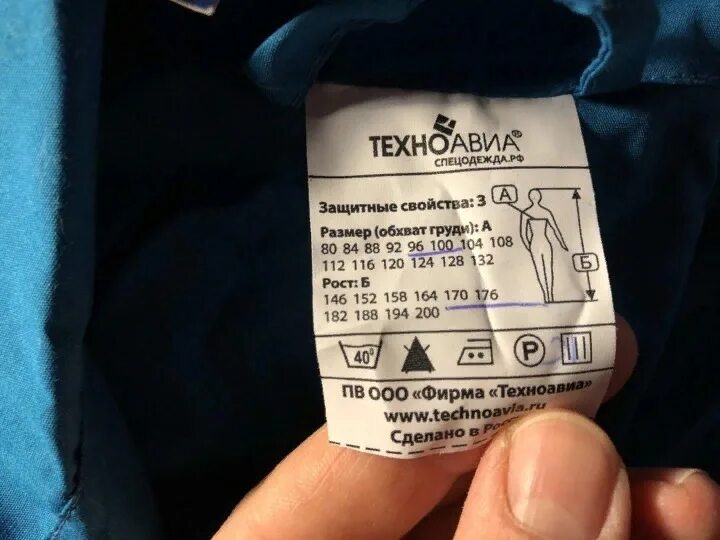 ТЕХНОАВИА®
СПЕЦОДЕЖДА.РФ
Защитные свойства: З
А
Размер (обхват груди): А
80 84 88 92 96 100 104 108
112 116 120 124 128 132
Б
Рост: Б
146 152 158 164 170 176
182 188 194 200
40°
P
ПВ ООО «Фирма «Техноавиа»
www.technoavia.ru
Сделано в